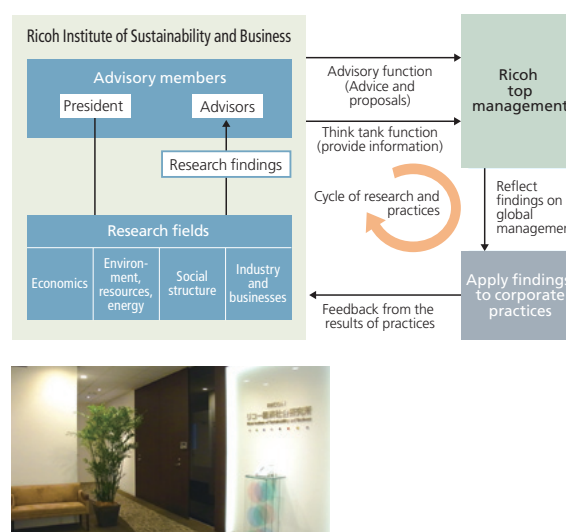 Ricoh Institute of Sustainability and Business
Advisory members
President
Advisors
Research findings
Research fields
Economics
Environ-
ment,
resources,
energy
Social
structure
Industry
and
businesses
Advisory function
(Advice and
proposals)
Think tank function
(provide information)
Cycle of research and
practices
Feedback from the
results of practices
Ricoh
top
management
Reflect
findings on
global
management
Apply findings
to corporate
practices
リコー経済社会研究所